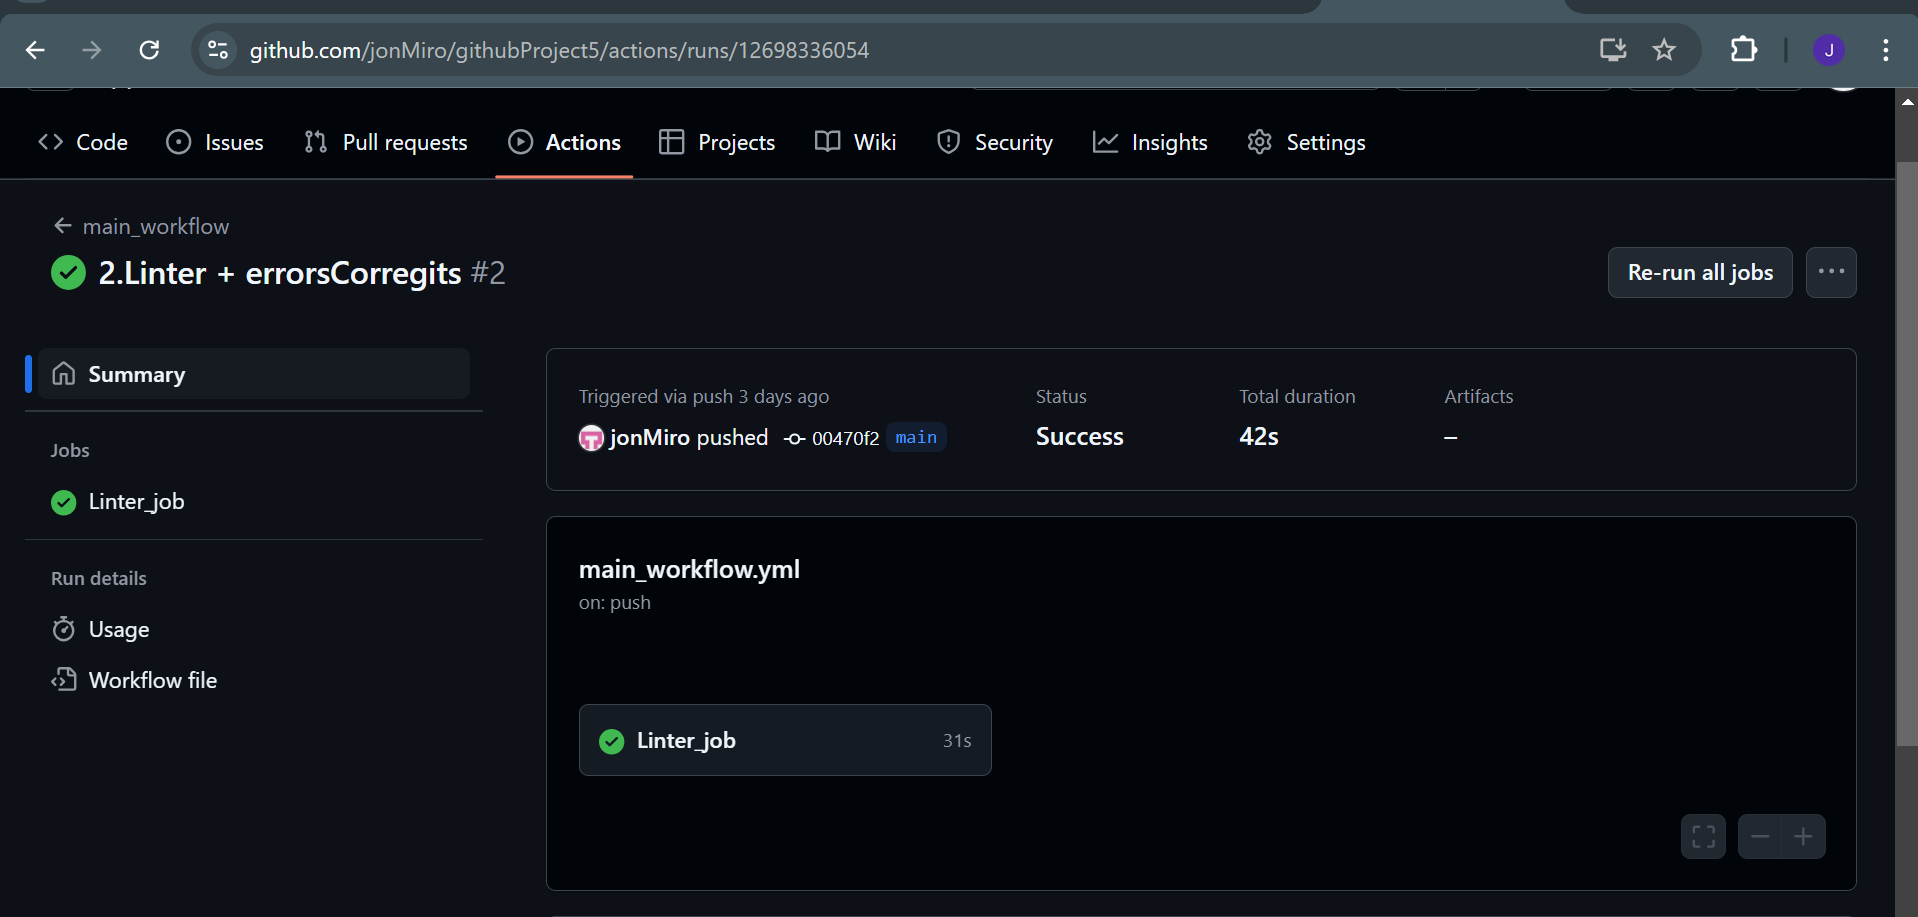 github.com/jonMiro/githubProject5/actions/runs/12698336054
J
Code Issues Pull requests Actions Projects Wiki Security Insights Settings
main_workflow
2.Linter + errorsCorregits #2
Re-run all jobs
Summary
Jobs
Linter_job
Run details
Usage
Workflow file
Triggered via push 3 days ago
jonMiro pushed 00470f2 main
Status
Success
Total duration
42s
Artifacts
–
main_workflow.yml
on: push
Linter_job 31s